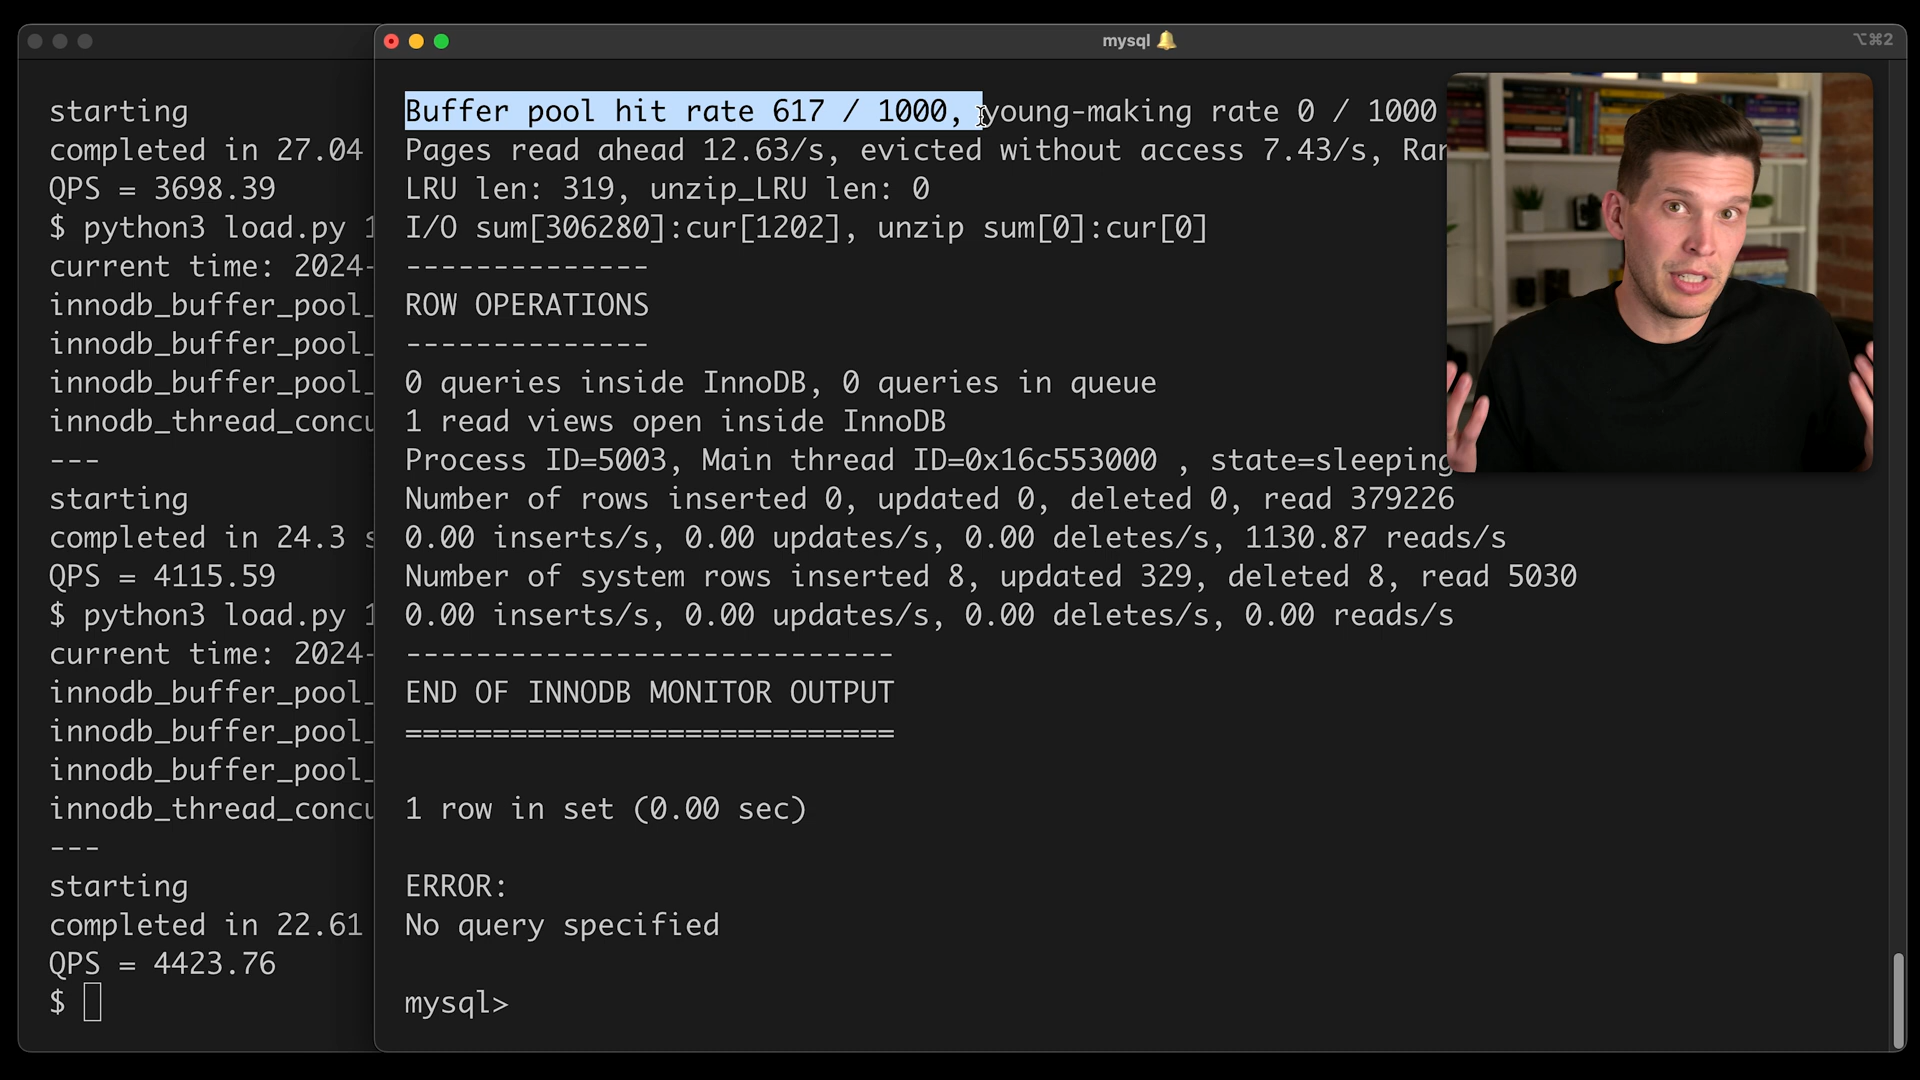 mysql 🔔
⌥⌘2
starting
completed in 27.04
QPS = 3698.39
$ python3 load.py 1
current time: 2024-
innodb_buffer_pool_
innodb_buffer_pool_
innodb_buffer_pool_
innodb_thread_concu
---
starting
completed in 24.3 s
QPS = 4115.59
$ python3 load.py 1
current time: 2024-
innodb_buffer_pool_
innodb_buffer_pool_
innodb_buffer_pool_
innodb_thread_concu
---
starting
completed in 22.61
QPS = 4423.76
$
Buffer pool hit rate 617 / 1000, young-making rate 0 / 1000
Pages read ahead 12.63/s, evicted without access 7.43/s, Ran
LRU len: 319, unzip_LRU len: 0
I/O sum[306280]:cur[1202], unzip sum[0]:cur[0]
--------------
ROW OPERATIONS
--------------
0 queries inside InnoDB, 0 queries in queue
1 read views open inside InnoDB
Process ID=5003, Main thread ID=0x16c553000 , state=sleeping
Number of rows inserted 0, updated 0, deleted 0, read 379226
0.00 inserts/s, 0.00 updates/s, 0.00 deletes/s, 1130.87 reads/s
Number of system rows inserted 8, updated 329, deleted 8, read 5030
0.00 inserts/s, 0.00 updates/s, 0.00 deletes/s, 0.00 reads/s
----------------------------
END OF INNODB MONITOR OUTPUT
============================
1 row in set (0.00 sec)
ERROR:
No query specified
mysql>